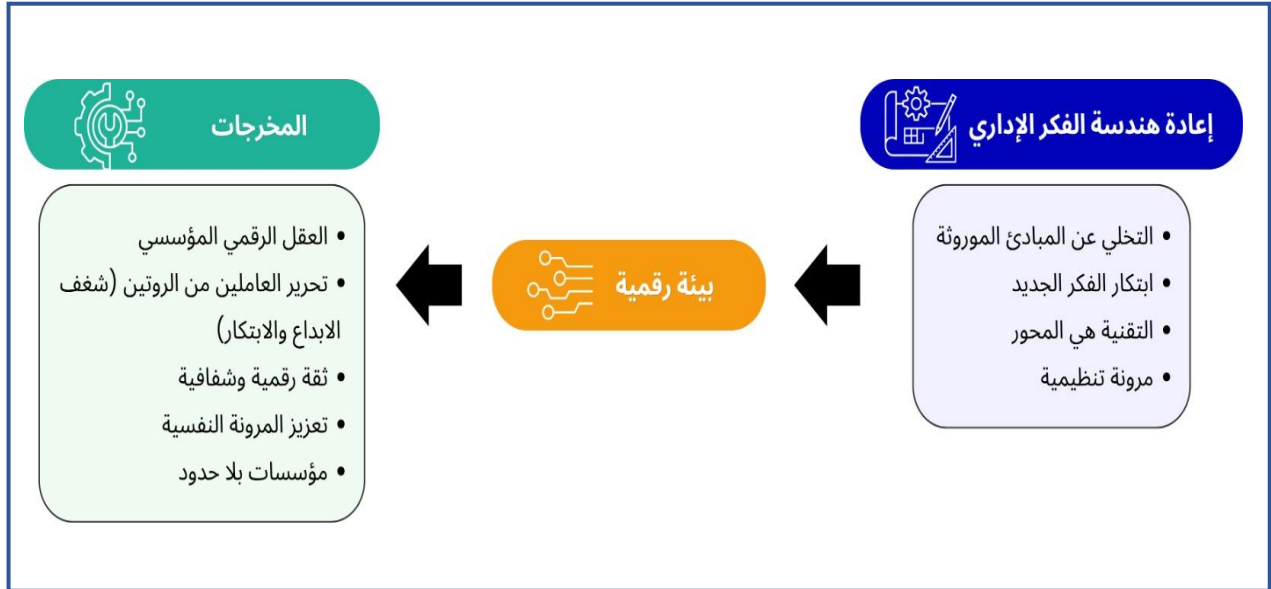 إعادة هندسة الفكر الإداري
• التخلي عن المبادئ الموروثة
• ابتكار الفكر الجديد
• التقنية هي المحور
• مرونة تنظيمية
بيئة رقمية
المخرجات
• العقل الرقمي المؤسسي
• تحرير العاملين من الروتين (شغف
الابداع والابتكار)
• ثقة رقمية وشفافية
• تعزيز المرونة النفسية
• مؤسسات بلا حدود